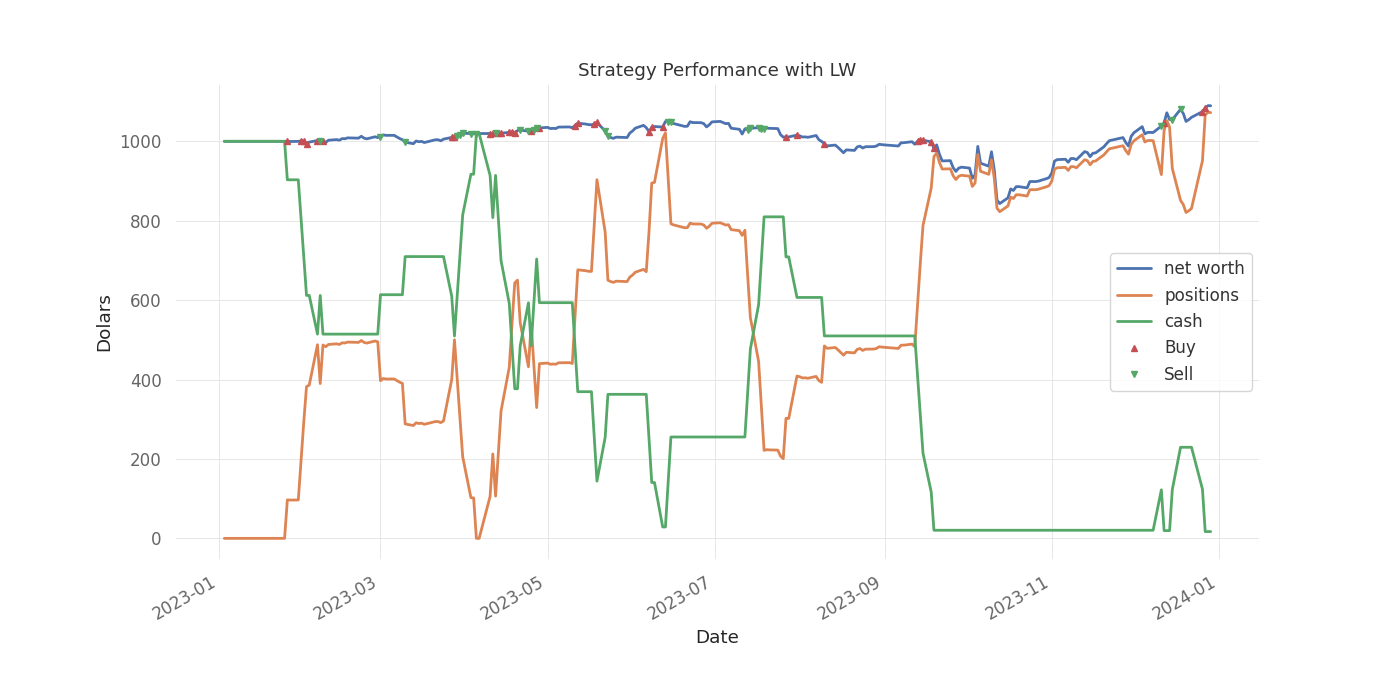 Strategy Performance with LW
Dolars
1000
800
600
400
200
0
net worth
positions
cash
Buy
Sell
2023-01
2023-03
2023-05
2023-07
2023-09
2023-11
2024-01
Date